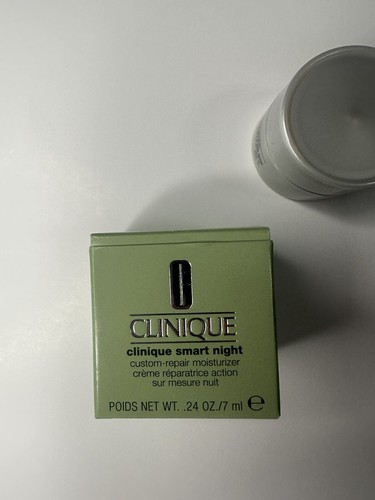 CLINIQUE
clinique smart night
custom-repair moisturizer
crème réparatrice action
sur mesure nuit
POIDS NET WT. .24 OZ./7 ml ℮